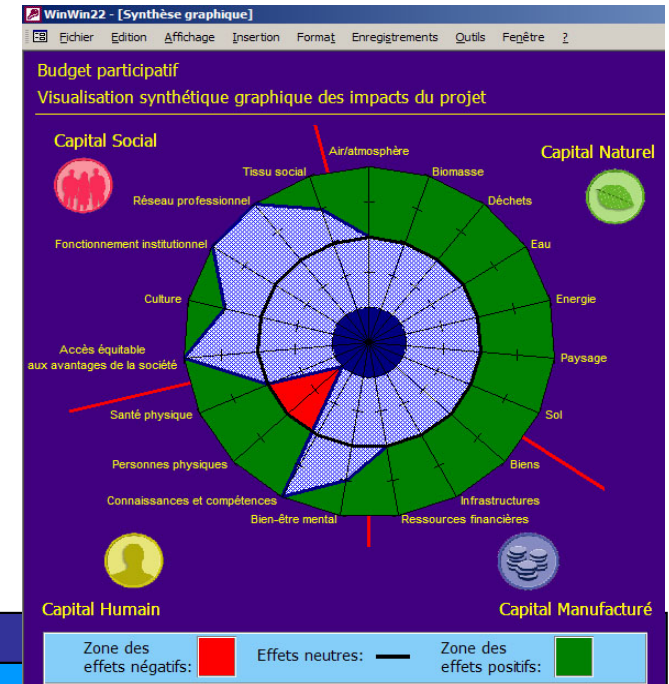 WinWin22 - [Synthèse graphique]
Fichier Edition Affichage Insertion Format Enregistrements Outils Fenêtre ?
Budget participatif
Visualisation synthétique graphique des impacts du projet
Capital Social
Capital Naturel
Air/atmosphère
Biomasse
Déchets
Eau
Energie
Paysage
Sol
Biens
Infrastructures
Ressources financières
Bien-être mental
Connaissances et compétences
Personnes physiques
Santé physique
Accès équitable
aux avantages de la société
Culture
Fonctionnement institutionnel
Réseau professionnel
Tissu social
Capital Humain
Capital Manufacturé
Zone des
effets négatifs:
Effets neutres:
Zone des
effets positifs: